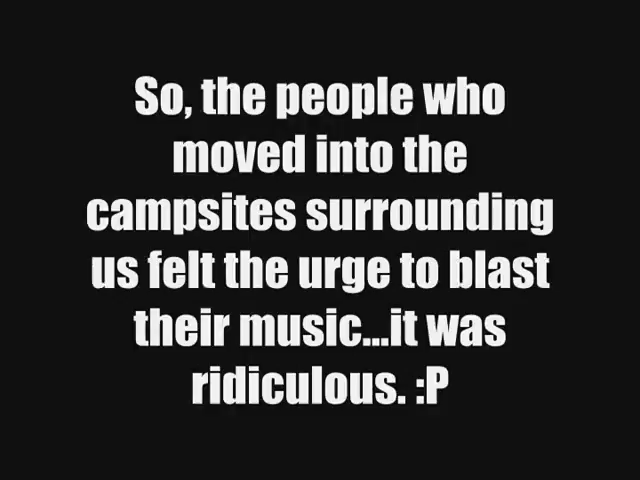 So, the people who
moved into the
campsites surrounding
us felt the urge to blast
their music...it was
ridiculous. :P